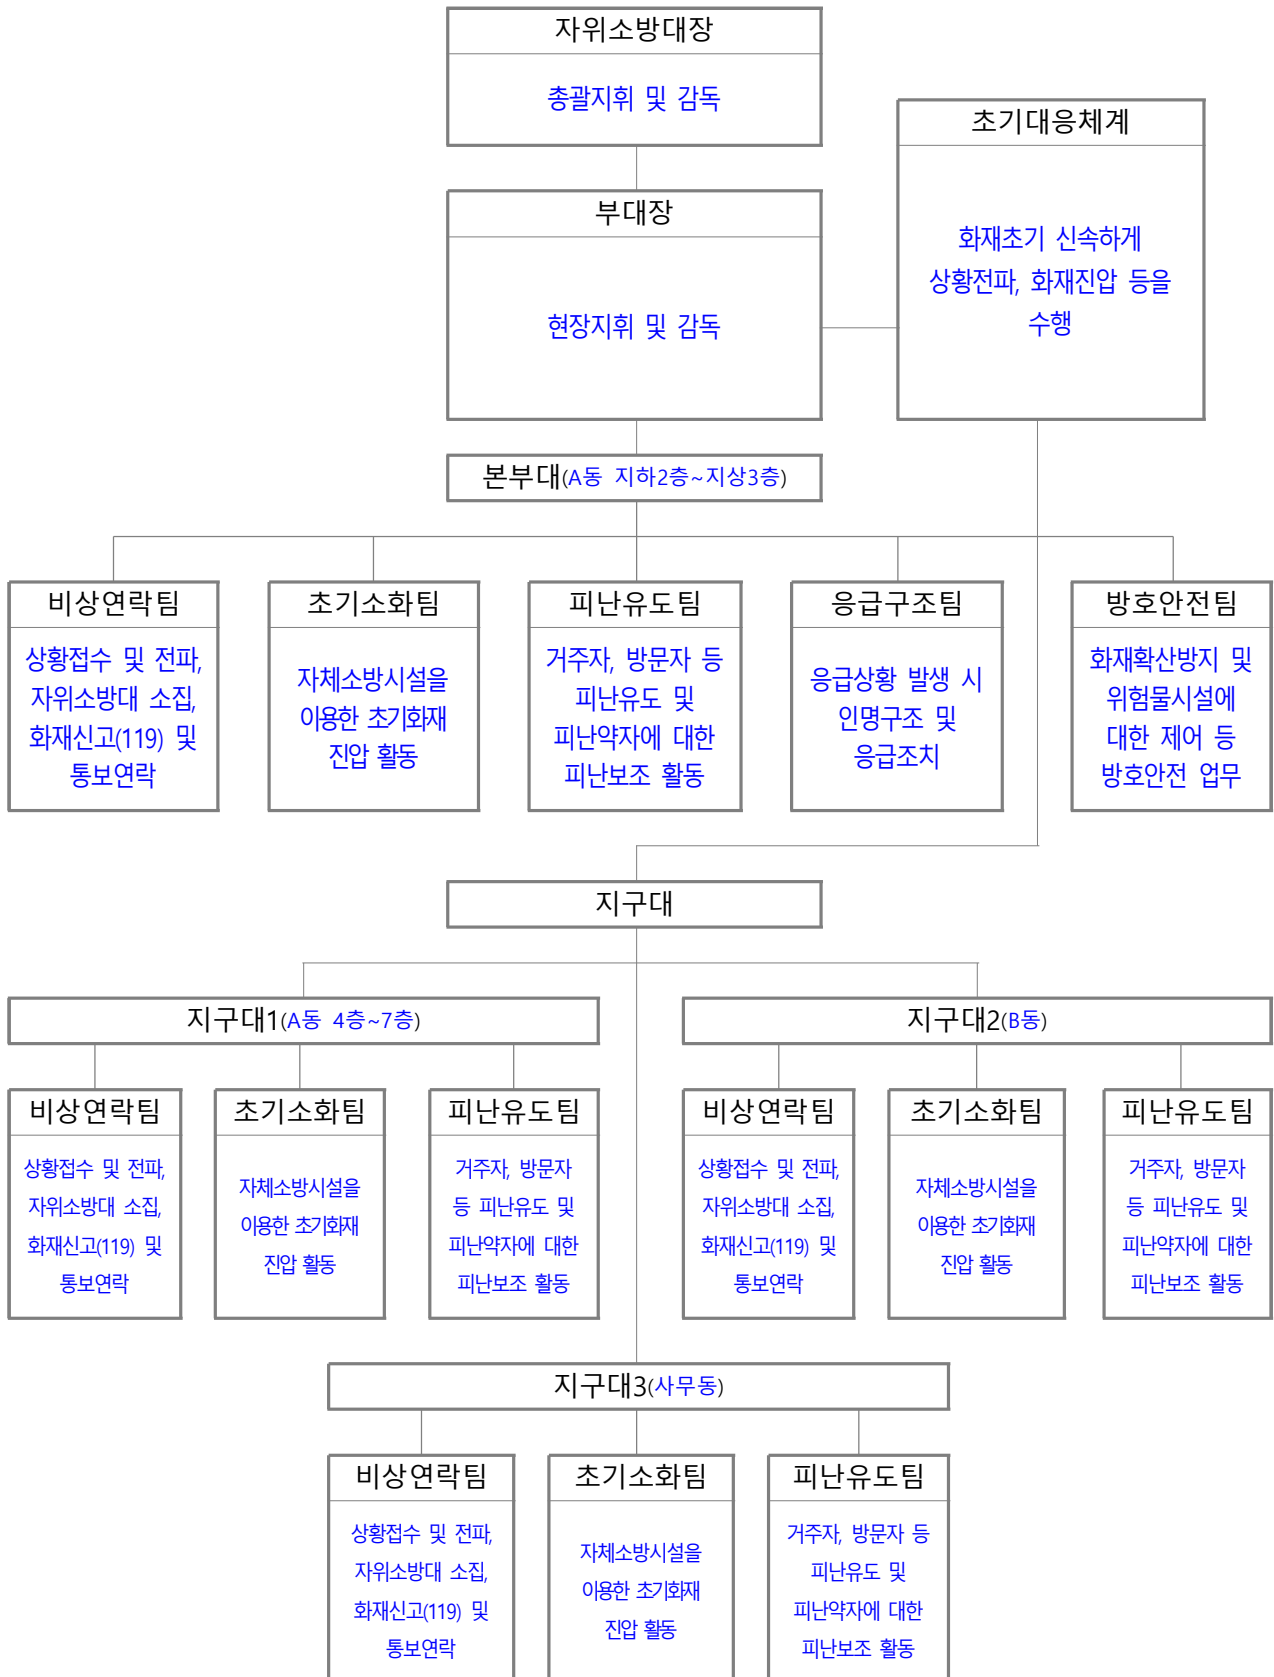 자위소방대장
총괄지휘 및 감독
초기대응체계
화재초기 신속하게
상황전파, 화재진압 등을
수행
부대장
현장지휘 및 감독
본부대(A동 지하2층~지상3층)
비상연락팀
상황접수 및 전파,
자위소방대 소집,
화재신고(119) 및
통보연락
초기소화팀
자체소방시설을
이용한 초기화재
진압 활동
피난유도팀
거주자, 방문자 등
피난유도 및
피난약자에 대한
피난보조 활동
응급구조팀
응급상황 발생 시
인명구조 및
응급조치
방호안전팀
화재확산방지 및
위험물시설에
대한 제어 등
방호안전 업무
지구대
지구대1(A동 4층~7층)
비상연락팀
상황접수 및 전파,
자위소방대 소집,
화재신고(119) 및
통보연락
초기소화팀
자체소방시설을
이용한 초기화재
진압 활동
피난유도팀
거주자, 방문자
등 피난유도 및
피난약자에 대한
피난보조 활동
지구대2(B동)
비상연락팀
상황접수 및 전파,
자위소방대 소집,
화재신고(119) 및
통보연락
초기소화팀
자체소방시설을
이용한 초기화재
진압 활동
피난유도팀
거주자, 방문자
등 피난유도 및
피난약자에 대한
피난보조 활동
지구대3(사무동)
비상연락팀
상황접수 및 전파,
자위소방대 소집,
화재신고(119) 및
통보연락
초기소화팀
자체소방시설을
이용한 초기화재
진압 활동
피난유도팀
거주자, 방문자 등
피난유도 및
피난약자에 대한
피난보조 활동